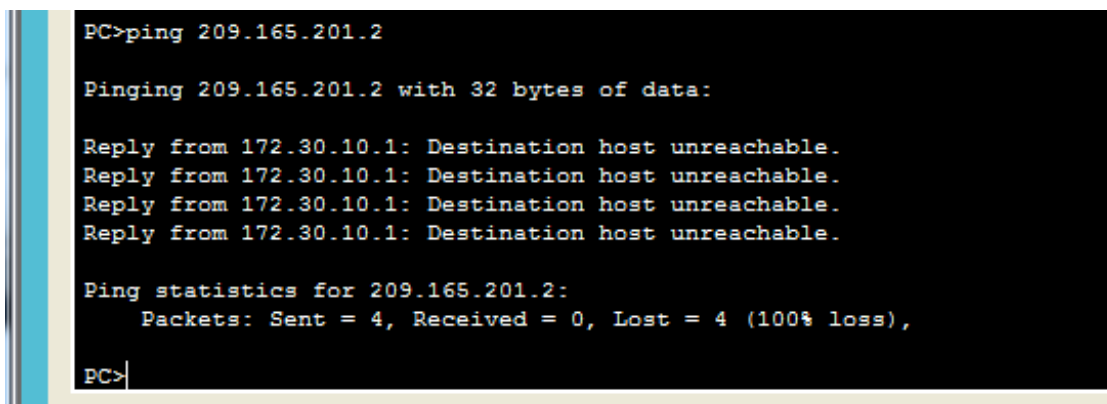 PC>ping 209.165.201.2
Pinging 209.165.201.2 with 32 bytes of data:
Reply from 172.30.10.1: Destination host unreachable.
Reply from 172.30.10.1: Destination host unreachable.
Reply from 172.30.10.1: Destination host unreachable.
Reply from 172.30.10.1: Destination host unreachable.
Ping statistics for 209.165.201.2:
    Packets: Sent = 4, Received = 0, Lost = 4 (100% loss),
PC>